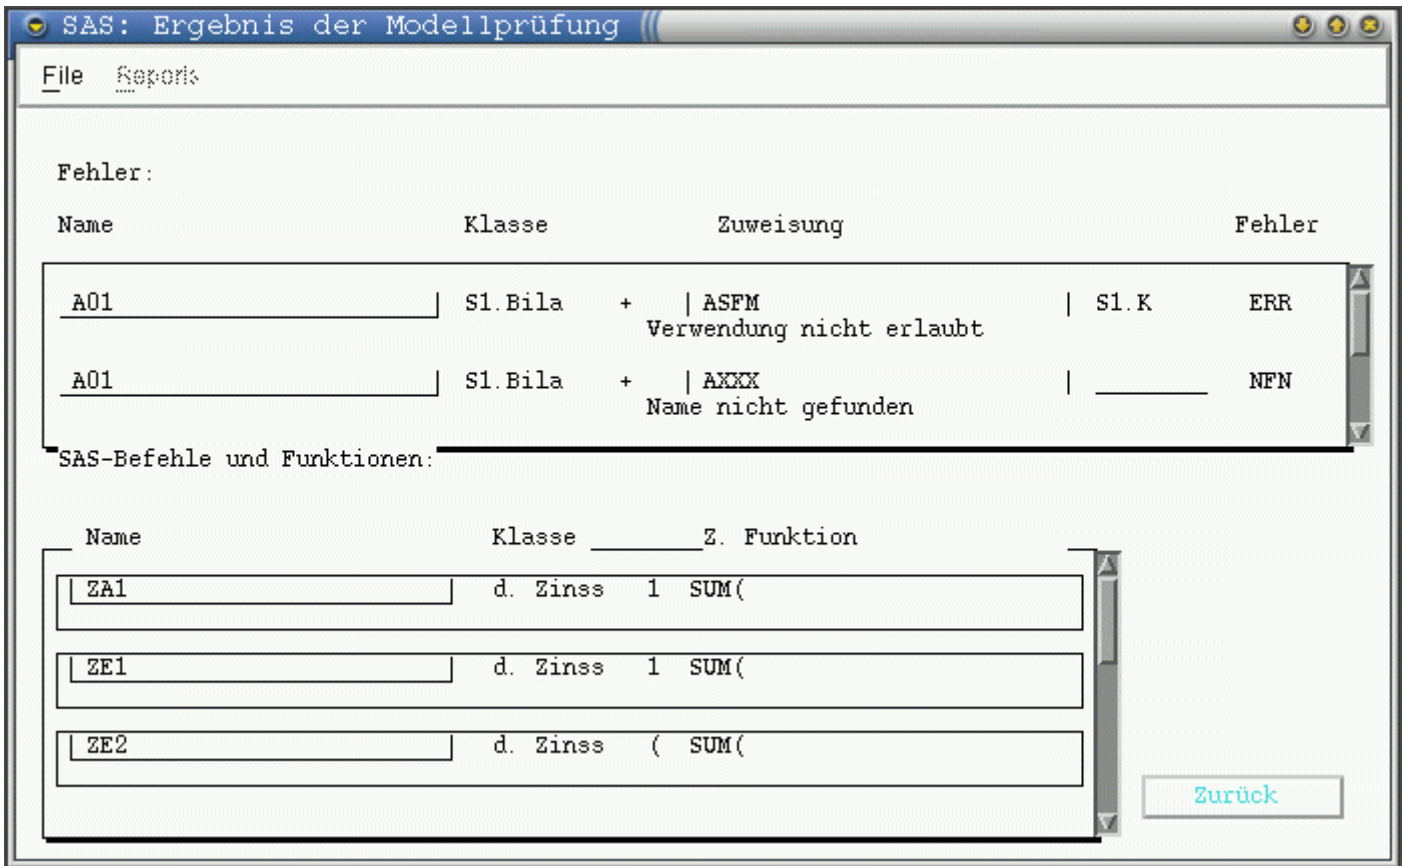 SAS: Ergebnis der Modellprüfung
File Reports
Fehler:
Name Klasse Zuweisung Fehler
A01 S1.Bila + | ASFM | S1.K ERR
Verwendung nicht erlaubt
A01 S1.Bila + | AXXX | NFN
Name nicht gefunden
SAS-Befehle und Funktionen:
Name Klasse Z. Funktion
ZA1 d. Zinss 1 SUM(
ZE1 d. Zinss 1 SUM(
ZE2 d. Zinss ( SUM(
Zurück